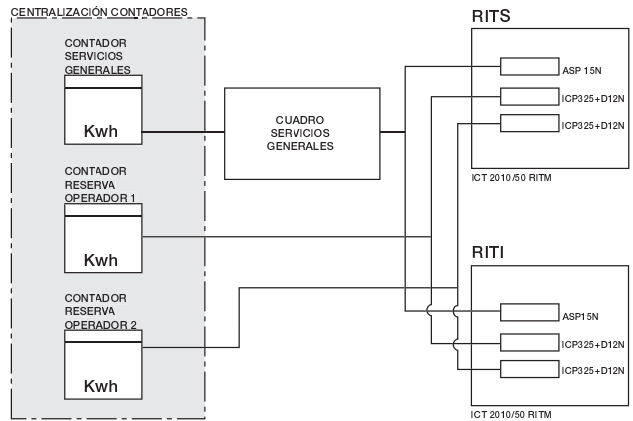 CENTRALIZACIÓN CONTADORES
CONTADOR
SERVICIOS
GENERALES
Kwh
CONTADOR
RESERVA
OPERADOR 1
Kwh
CONTADOR
RESERVA
OPERADOR 2
Kwh
CUADRO
SERVICIOS
GENERALES
RITS
ASP 15N
ICP325+D12N
ICP325+D12N
ICT 2010/50 RITM
RITI
ASP15N
ICP325+D12N
ICP325+D12N
ICT 2010/50 RITM